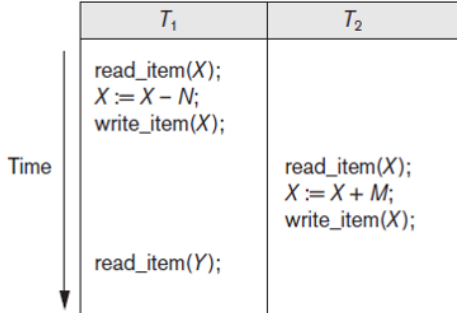 T₁ T₂
read_item(X);
X := X – N;
write_item(X);
Time
read_item(X);
X := X + M;
write_item(X);
read_item(Y);